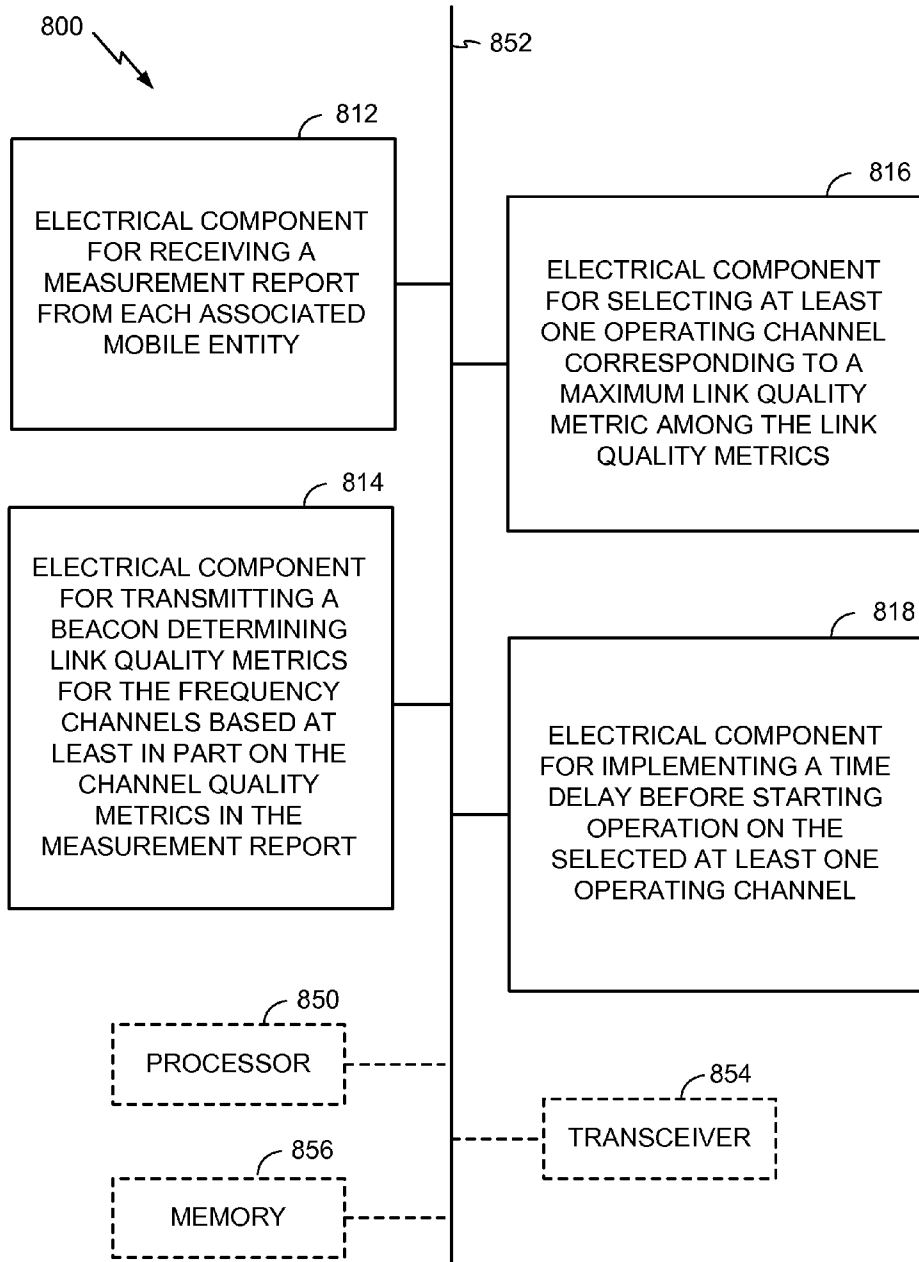 800
852
812
ELECTRICAL COMPONENT
FOR RECEIVING A
MEASUREMENT REPORT
FROM EACH ASSOCIATED
MOBILE ENTITY
816
ELECTRICAL COMPONENT
FOR SELECTING AT LEAST
ONE OPERATING CHANNEL
CORRESPONDING TO A
MAXIMUM LINK QUALITY
METRIC AMONG THE LINK
QUALITY METRICS
814
ELECTRICAL COMPONENT
FOR TRANSMITTING A
BEACON DETERMINING
LINK QUALITY METRICS
FOR THE FREQUENCY
CHANNELS BASED AT
LEAST IN PART ON THE
CHANNEL QUALITY
METRICS IN THE
MEASUREMENT REPORT
818
ELECTRICAL COMPONENT
FOR IMPLEMENTING A TIME
DELAY BEFORE STARTING
OPERATION ON THE
SELECTED AT LEAST ONE
OPERATING CHANNEL
850
PROCESSOR
854
TRANSCEIVER
856
MEMORY